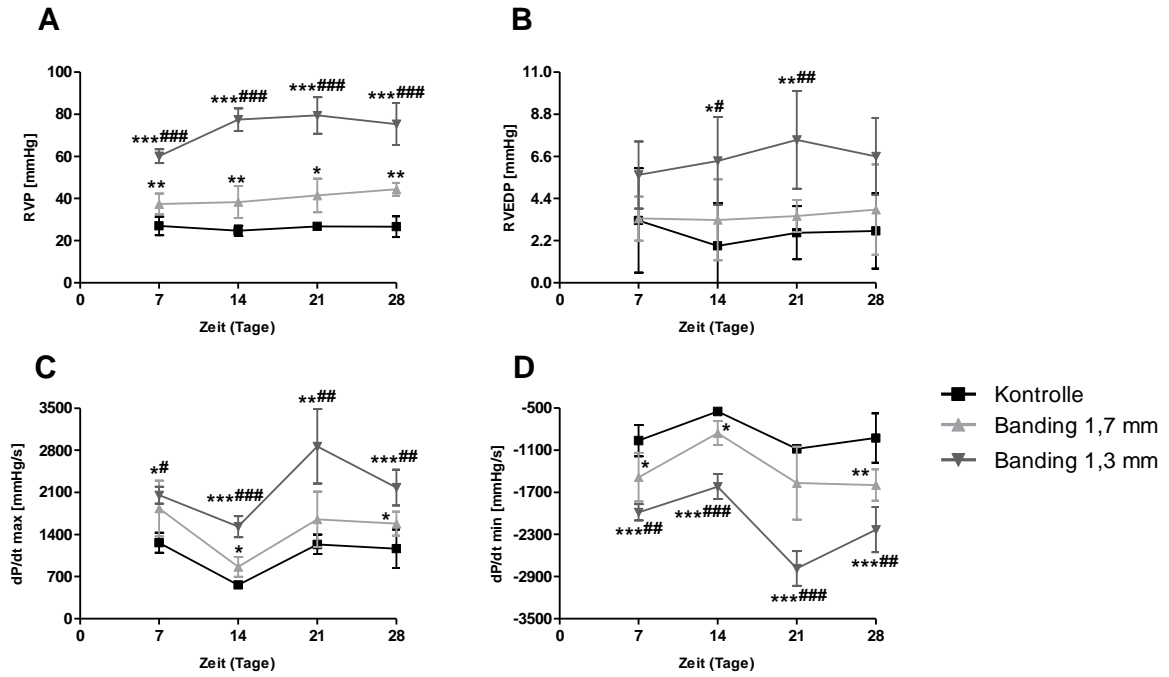 A
RVP [mmHg]
100
80
60
40
20
0
***###
***###
***###
***###
**
**
*
**
0 7 14 21 28
Zeit (Tage)
B
RVEDP [mmHg]
11.0
8.8
6.6
4.4
2.2
0.0
*#
**##
0 7 14 21 28
Zeit (Tage)
C
dP/dt max [mmHg/s]
3500
2800
2100
1400
700
0
*#
***###
**##
***##
*
*
0 7 14 21 28
Zeit (Tage)
D
dP/dt min [mmHg/s]
-500
-1100
-1700
-2300
-2900
-3500
*
*
**
***##
***###
***###
***##
0 7 14 21 28
Zeit (Tage)
Kontrolle
Banding 1,7 mm
Banding 1,3 mm